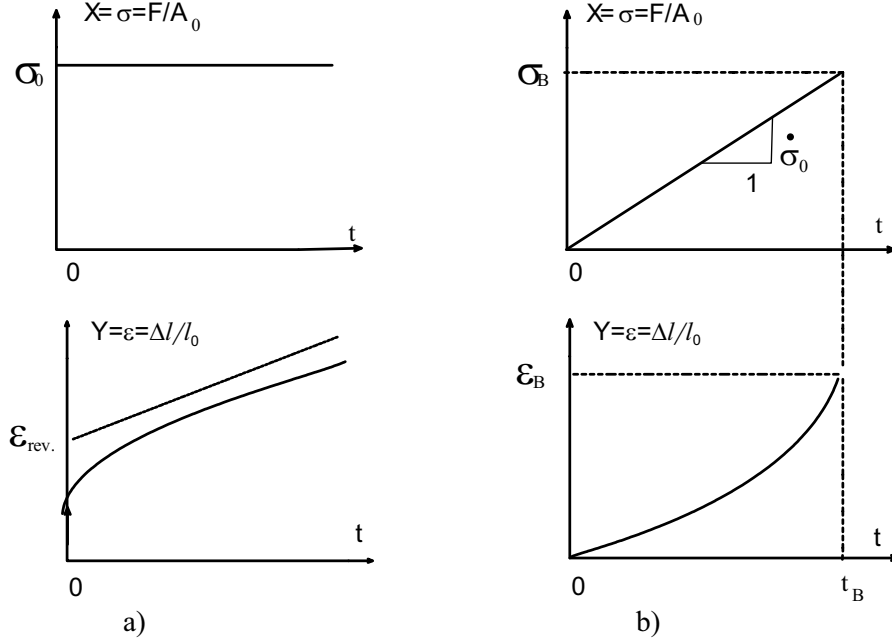 X= σ=F/A₀
σ₀
t
0
Y=ε=Δl/l₀
εrev.
t
0
a)
X= σ=F/A₀
σB
σ̇₀
1
t
0
Y=ε=Δl/l₀
εB
t
0
tB
b)